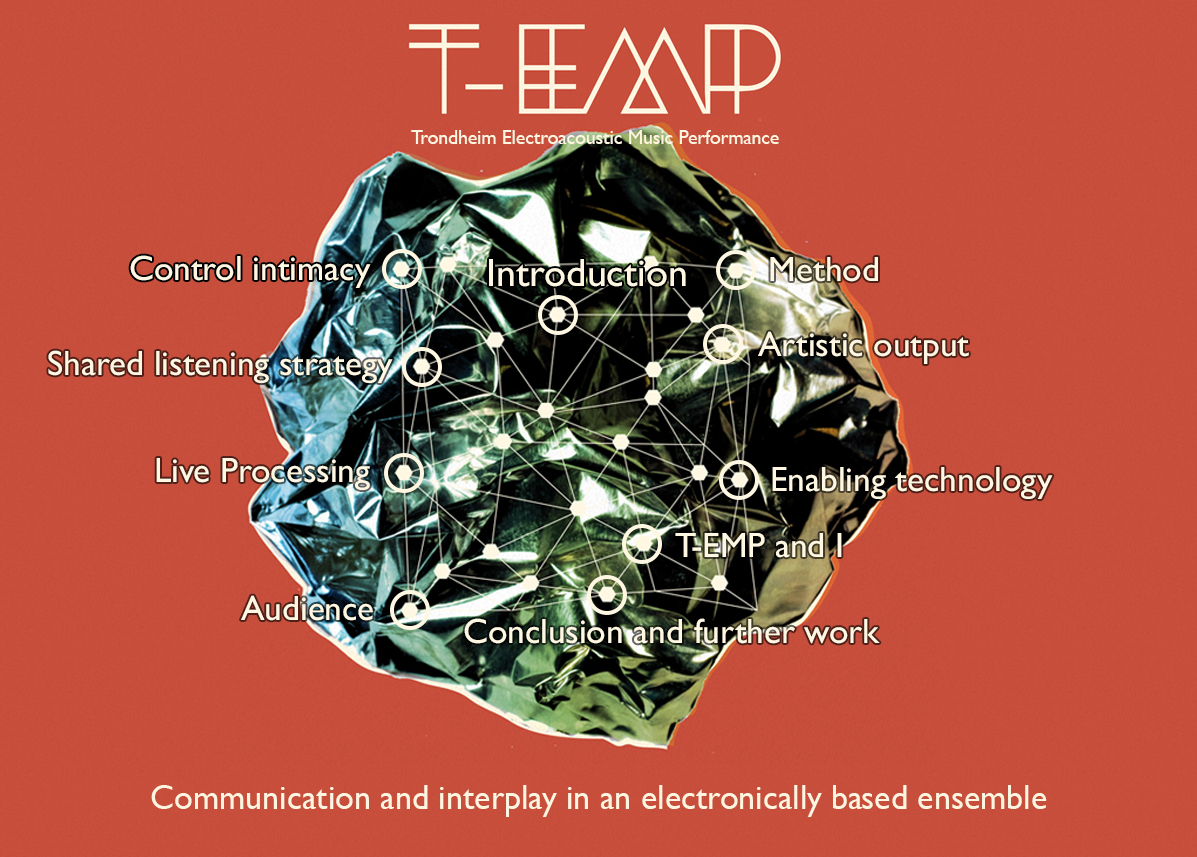 T-EMP
Trondheim Electroacoustic Music Performance
Control intimacy
Introduction
Method
Shared listening strategy
Artistic output
Live Processing
Enabling technology
T-EMP and I
Audience
Conclusion and further work
Communication and interplay in an electronically based ensemble